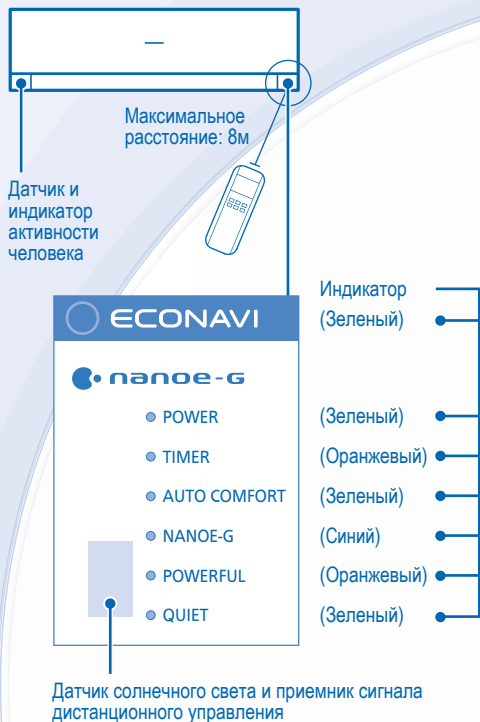 Максимальное
расстояние: 8м
Датчик и
индикатор
активности
человека
Индикатор
ECONAVI (Зеленый)
nanoe-G
POWER (Зеленый)
TIMER (Оранжевый)
AUTO COMFORT (Зеленый)
NANOE-G (Синий)
POWERFUL (Оранжевый)
QUIET (Зеленый)
Датчик солнечного света и приемник сигнала
дистанционного управления